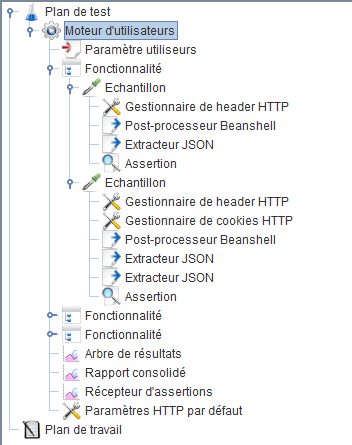 Plan de test
Moteur d'utilisateurs
Paramètre utiliseurs
Fonctionnalité
Echantillon
Gestionnaire de header HTTP
Post-processeur Beanshell
Extracteur JSON
Assertion
Echantillon
Gestionnaire de header HTTP
Gestionnaire de cookies HTTP
Post-processeur Beanshell
Extracteur JSON
Extracteur JSON
Assertion
Fonctionnalité
Fonctionnalité
Arbre de résultats
Rapport consolidé
Récepteur d'assertions
Paramètres HTTP par défaut
Plan de travail